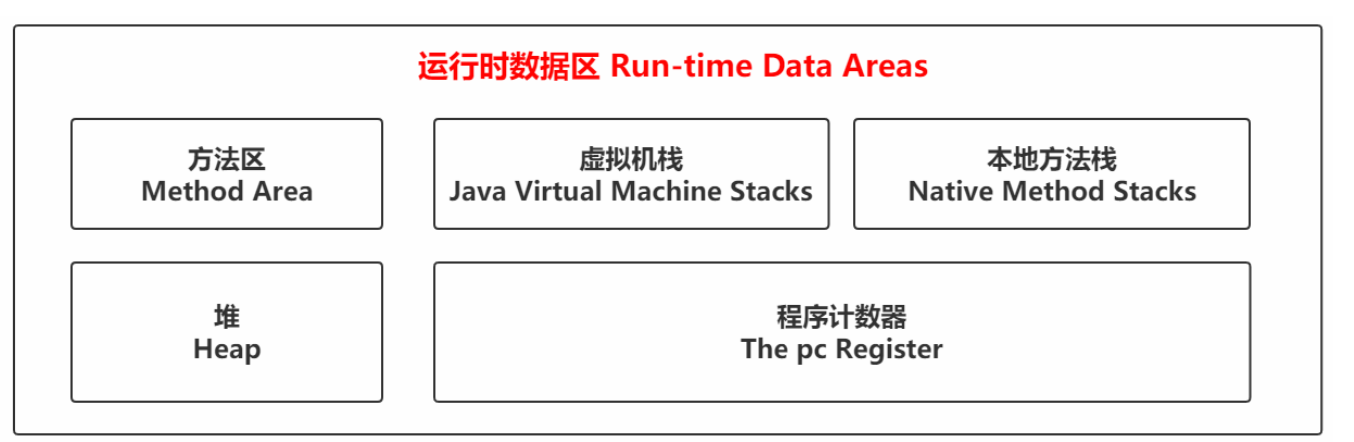 运行时数据区 Run-time Data Areas
方法区
Method Area
虚拟机栈
Java Virtual Machine Stacks
本地方法栈
Native Method Stacks
堆
Heap
程序计数器
The pc Register